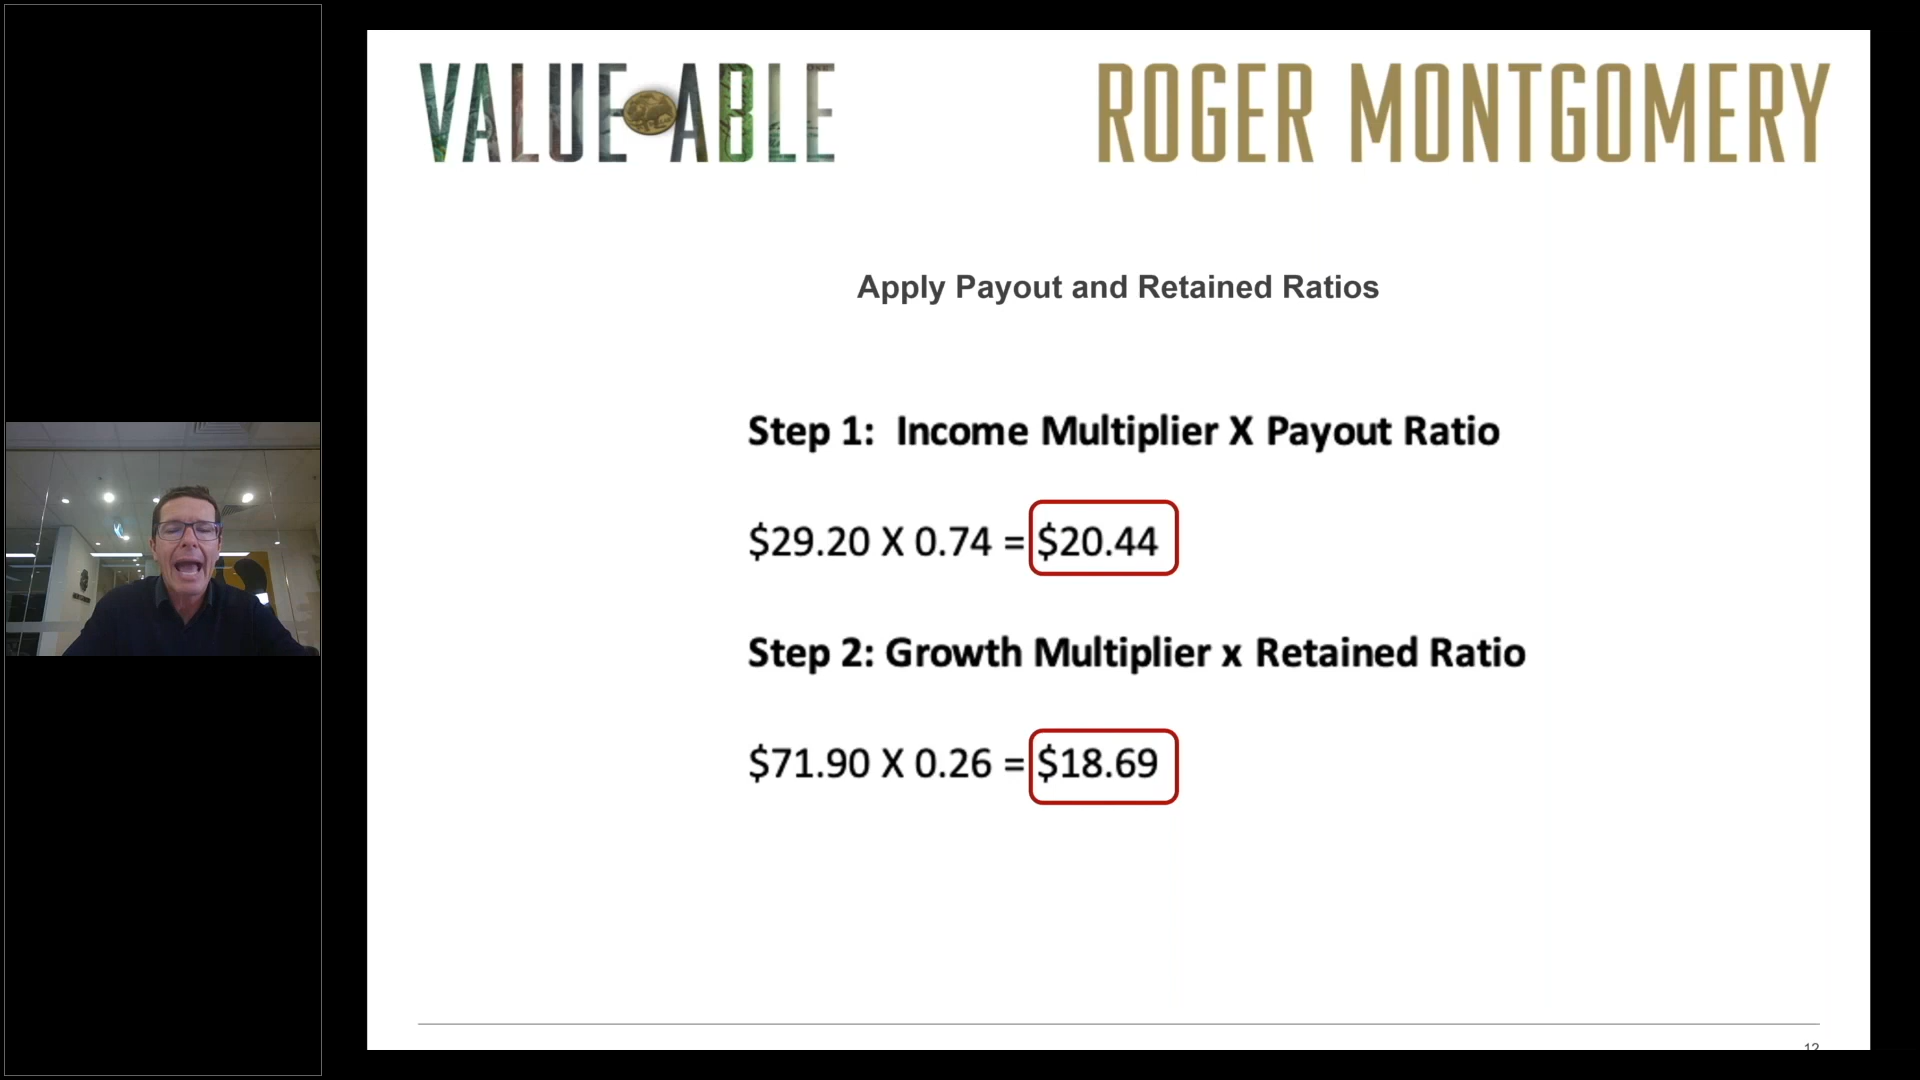 VALUE ABLE
ROGER MONTGOMERY
Apply Payout and Retained Ratios
Step 1: Income Multiplier X Payout Ratio
$29.20 X 0.74 = $20.44
Step 2: Growth Multiplier x Retained Ratio
$71.90 X 0.26 = $18.69
12